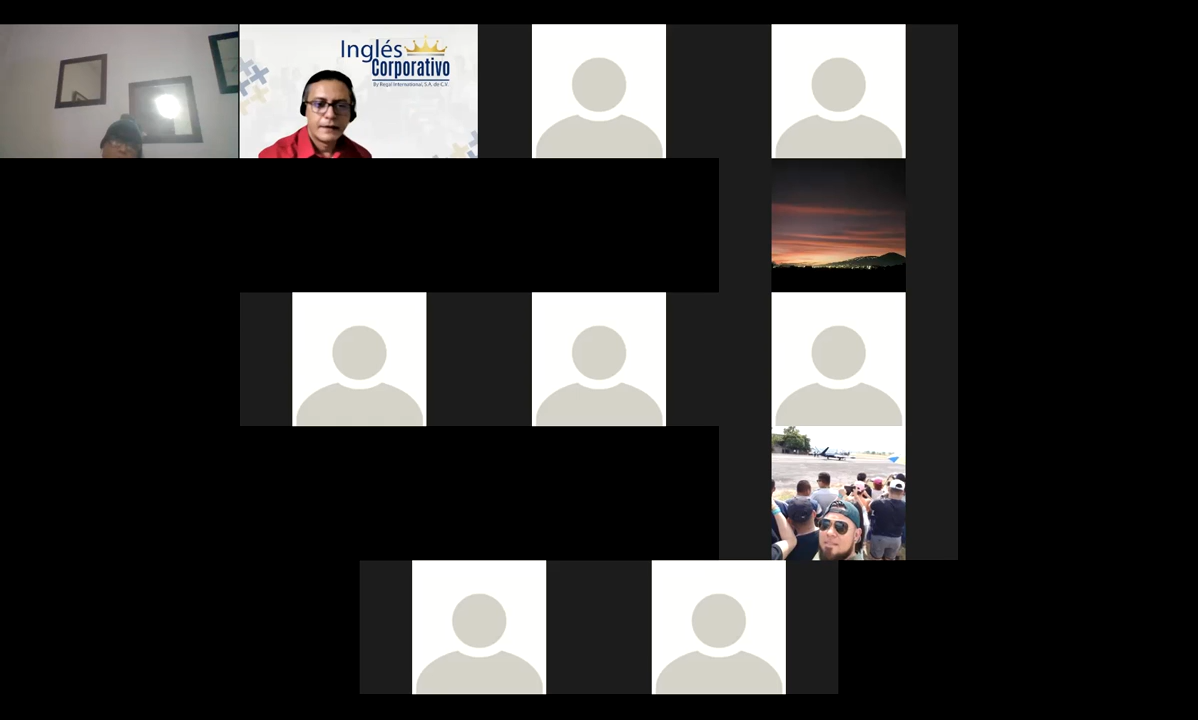 Inglés
Corporativo
By Regal International, S.A. de C.V.